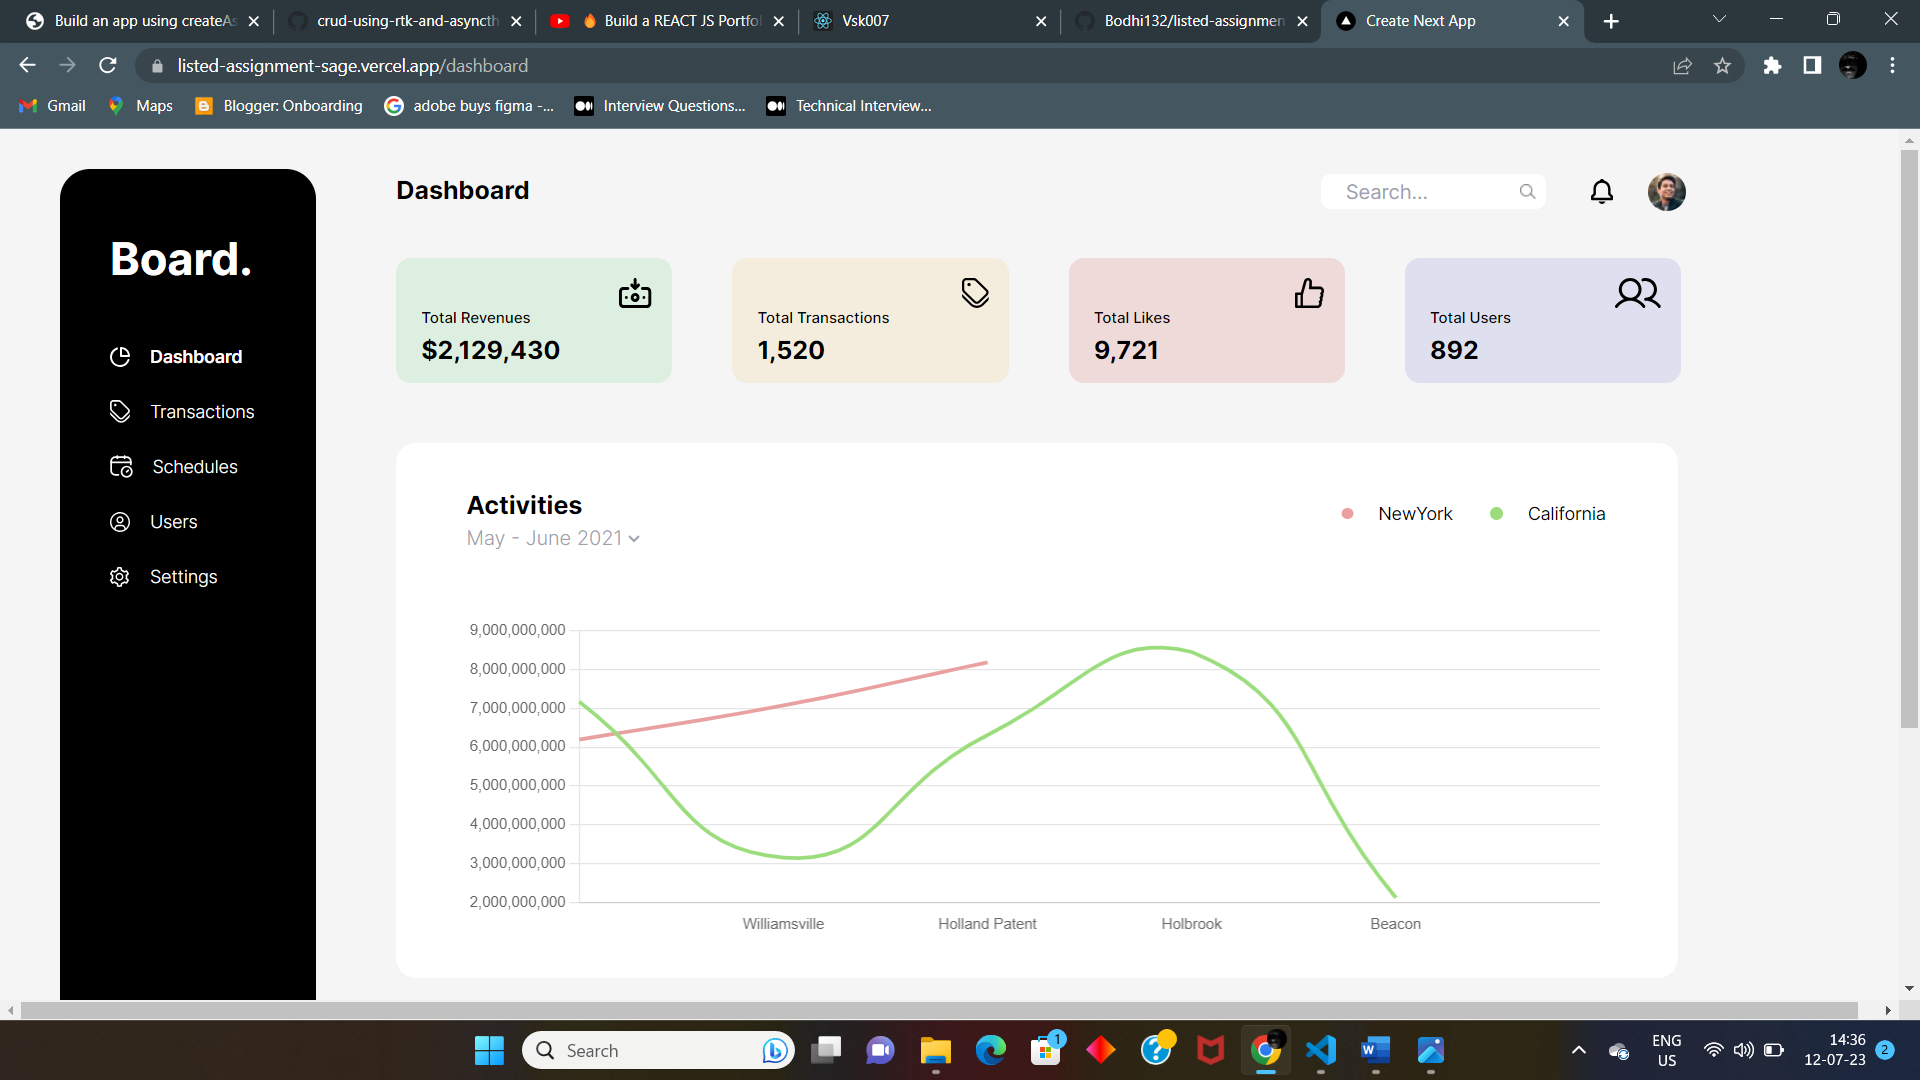 Build an app using createAs
crud-using-rtk-and-asyncth
Build a REACT JS Portfol
Vsk007
Bodhi132/listed-assignmen
Create Next App
listed-assignment-sage.vercel.app/dashboard
Gmail
Maps
Blogger: Onboarding
adobe buys figma -...
Interview Questions...
Technical Interview...
Board.
Dashboard
Transactions
Schedules
Users
Settings
Dashboard
Search...
Total Revenues
$2,129,430
Total Transactions
1,520
Total Likes
9,721
Total Users
892
Activities
May - June 2021
NewYork
California
9,000,000,000
8,000,000,000
7,000,000,000
6,000,000,000
5,000,000,000
4,000,000,000
3,000,000,000
2,000,000,000
Williamsville
Holland Patent
Holbrook
Beacon
Search
1
ENG
US
14:36
12-07-23
2